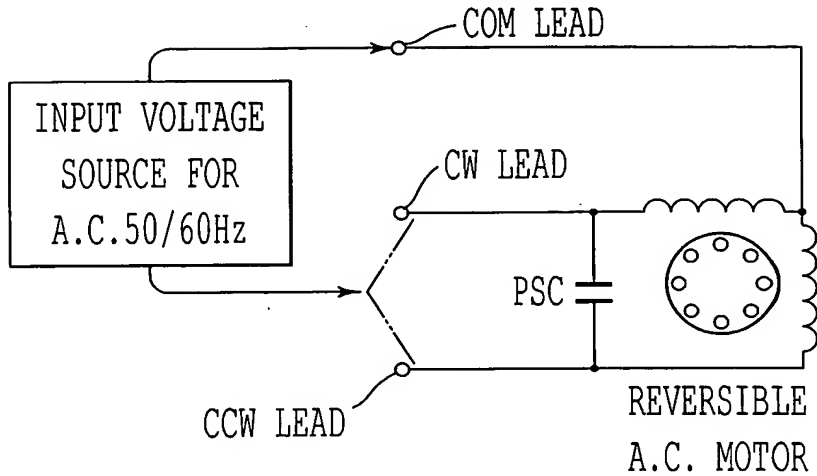 COM LEAD
INPUT VOLTAGE
SOURCE FOR
A.C.50/60Hz
CW LEAD
PSC
CCW LEAD
REVERSIBLE
A.C. MOTOR